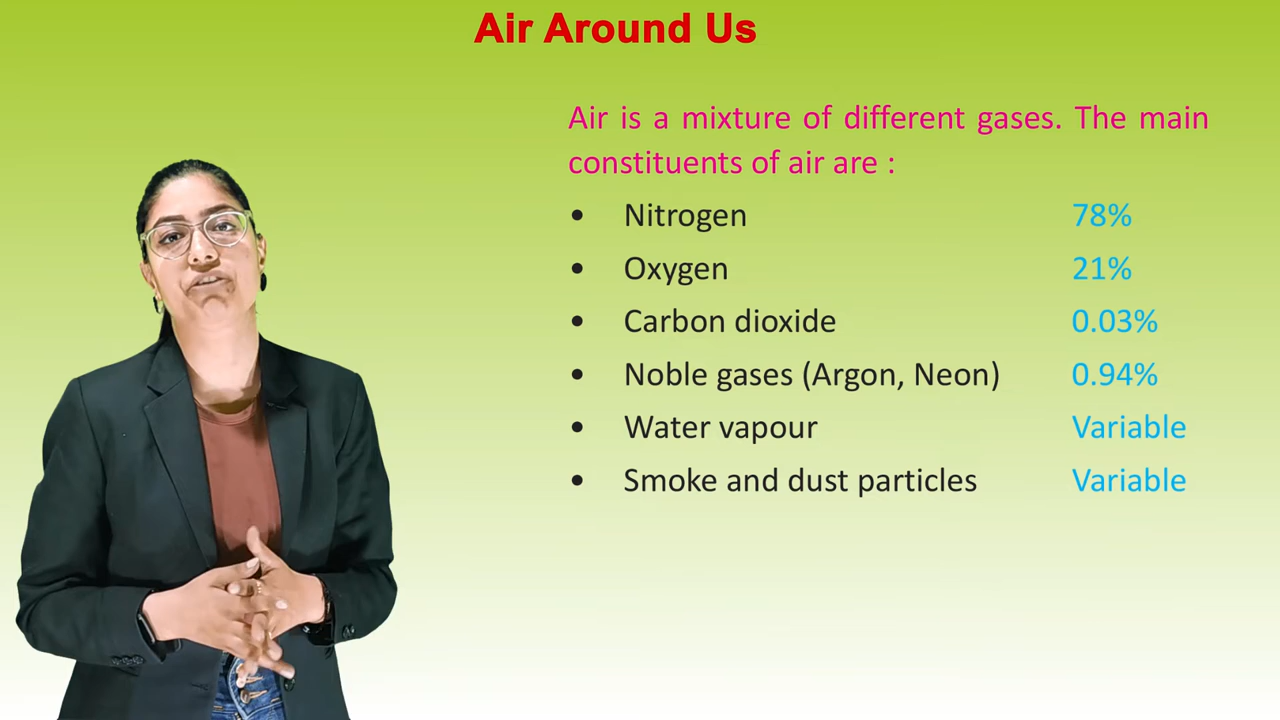 Air Around Us
Air is a mixture of different gases. The main
constituents of air are :
• Nitrogen 78%
• Oxygen 21%
• Carbon dioxide 0.03%
• Noble gases (Argon, Neon) 0.94%
• Water vapour Variable
• Smoke and dust particles Variable